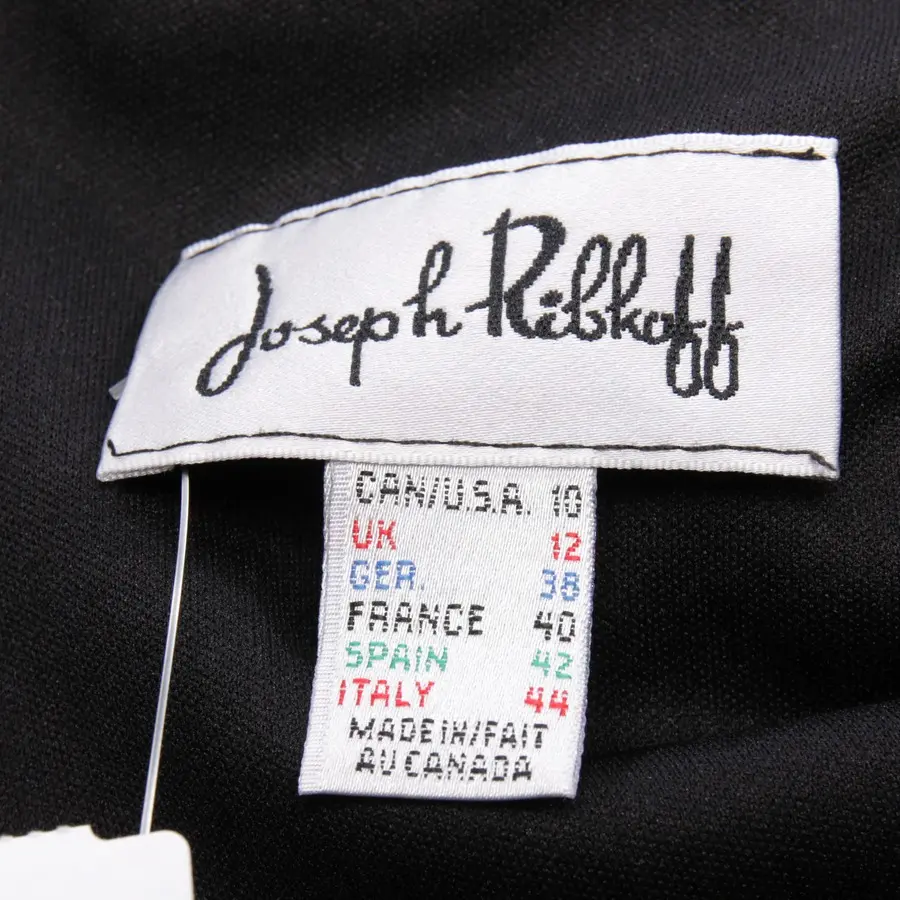 Joseph Ribkoff
CAN/U.S.A. 10
UK 12
GER. 38
FRANCE 40
SPAIN 42
ITALY 44
MADE IN/FAIT
AU CANADA